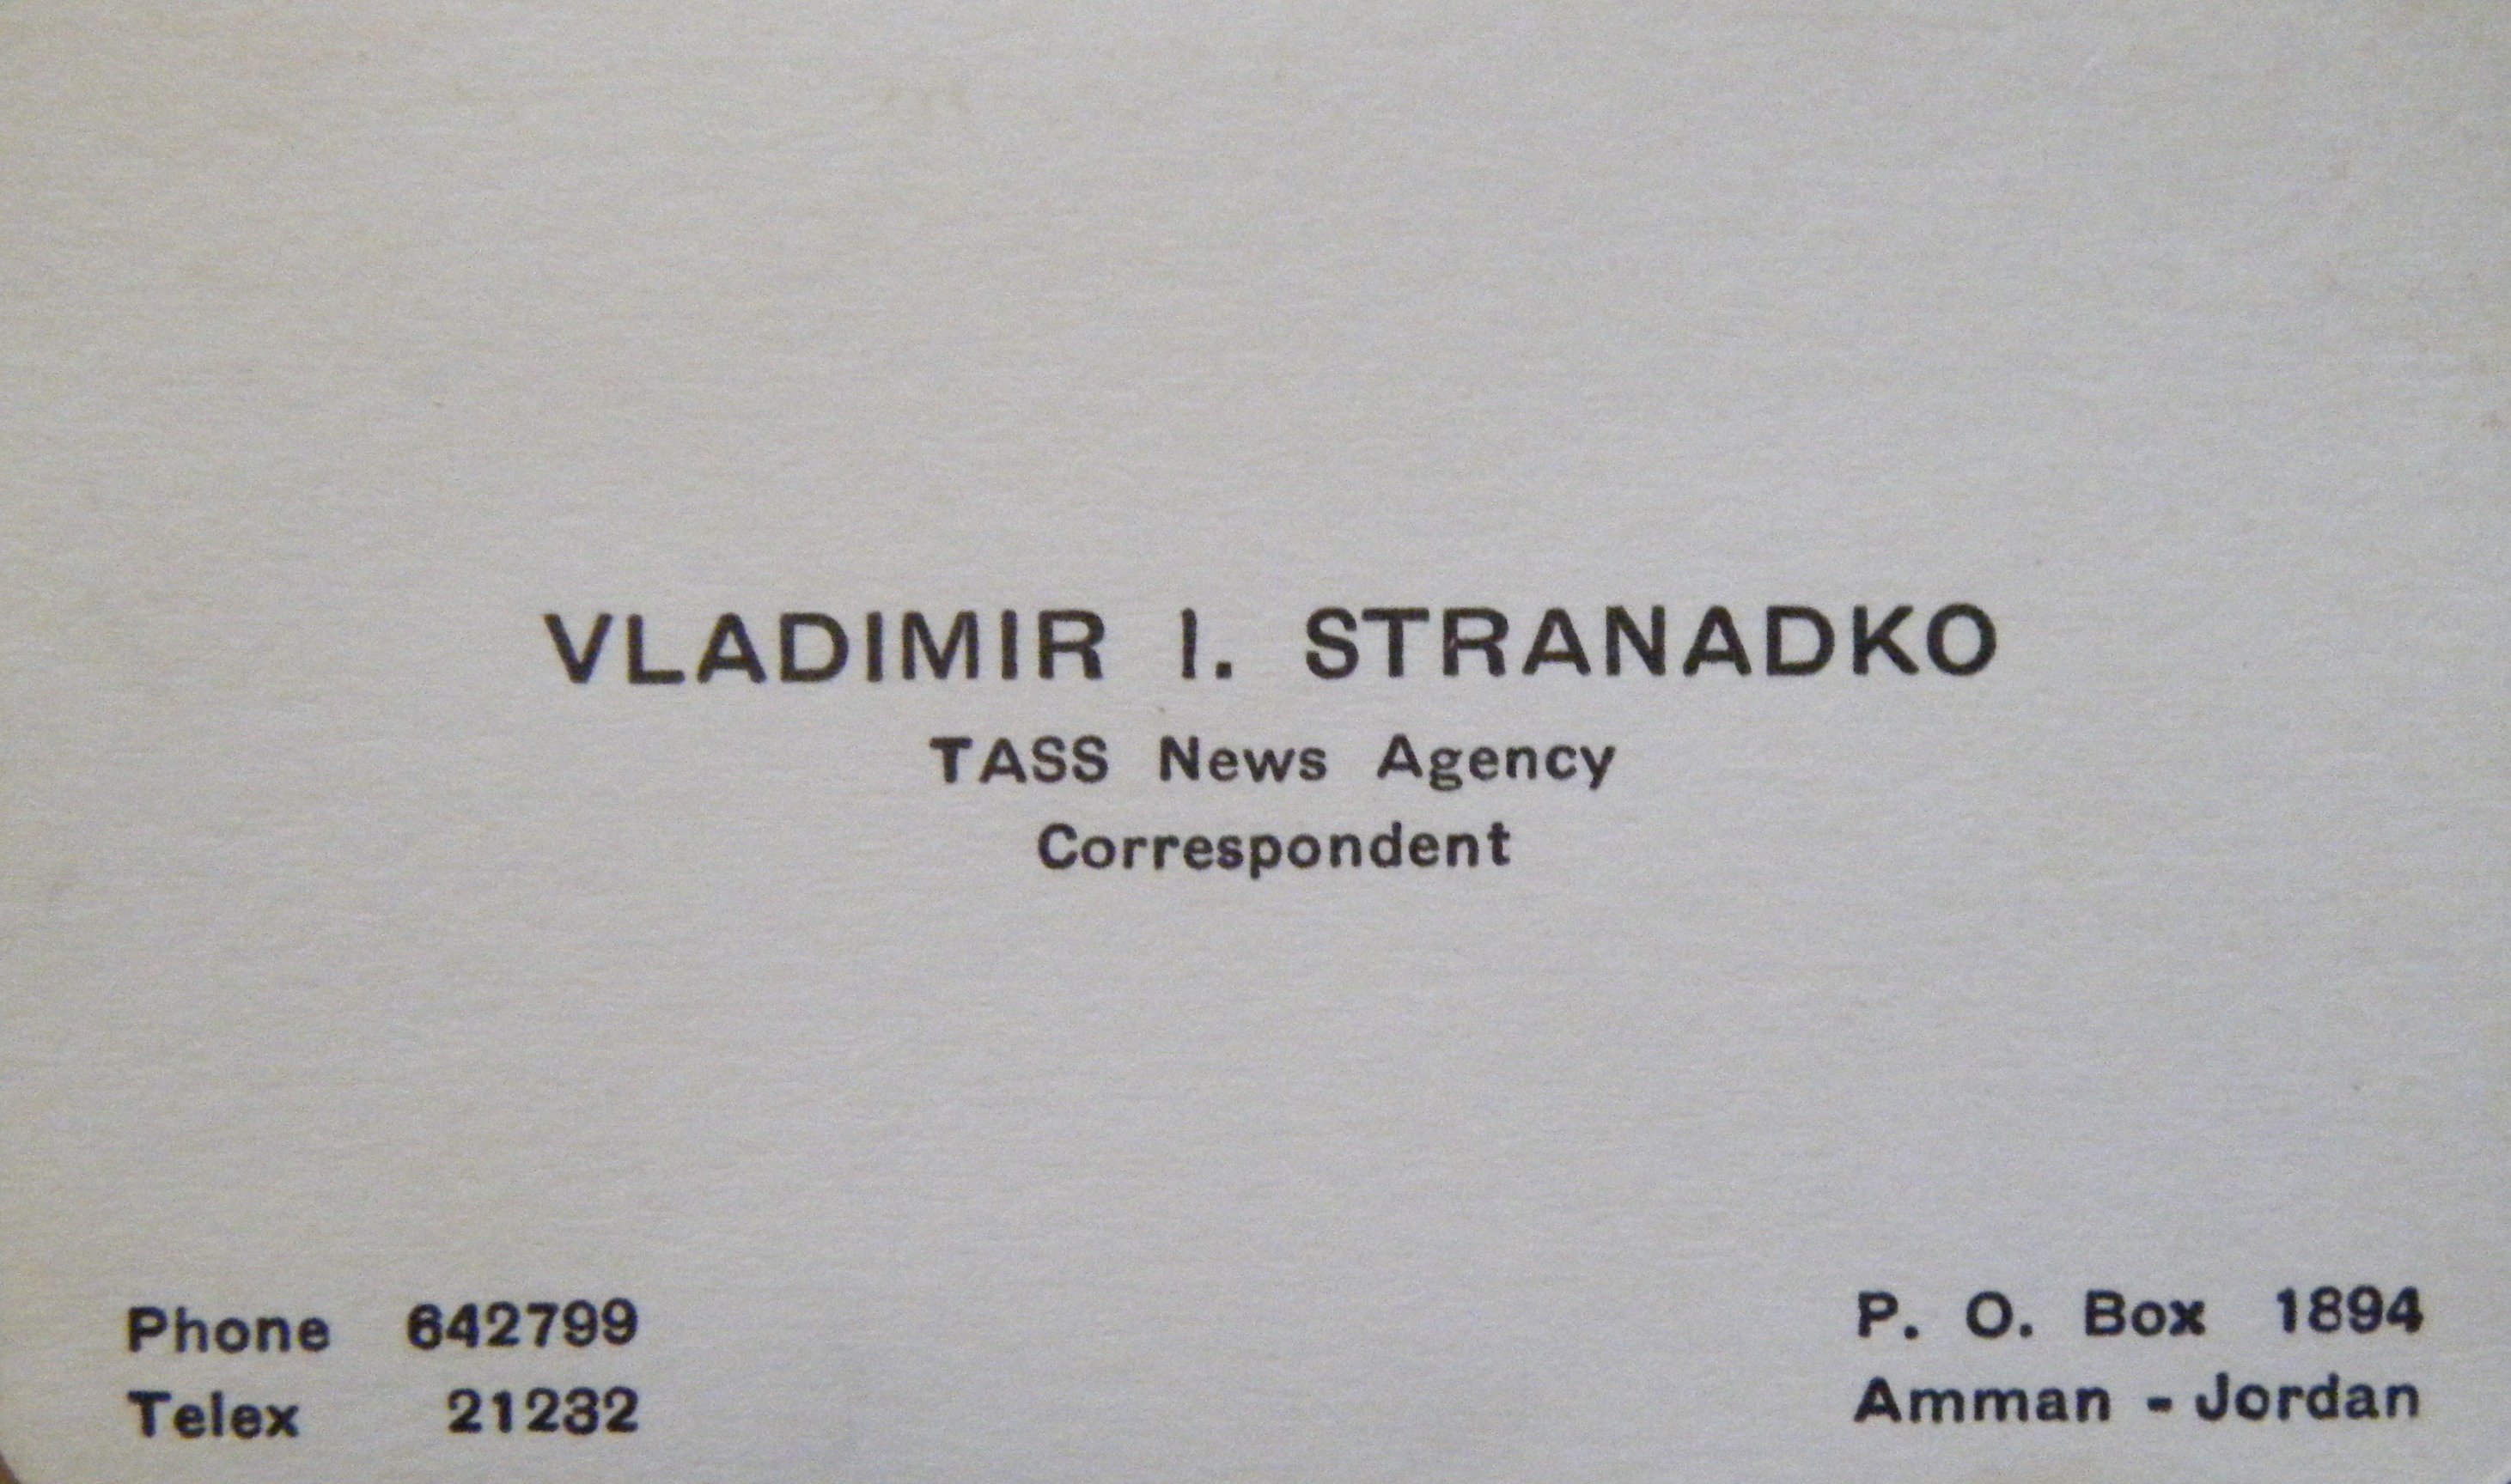 VLADIMIR I. STRANADKO
TASS News Agency
Correspondent
Phone 642799
Telex 21232
P. O. Box 1894
Amman - Jordan